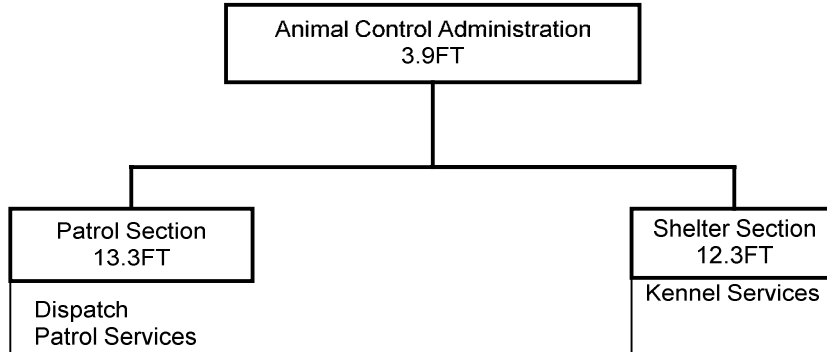 Animal Control Administration
3.9FT
Patrol Section
13.3FT
Dispatch
Patrol Services
Shelter Section
12.3FT
Kennel Services